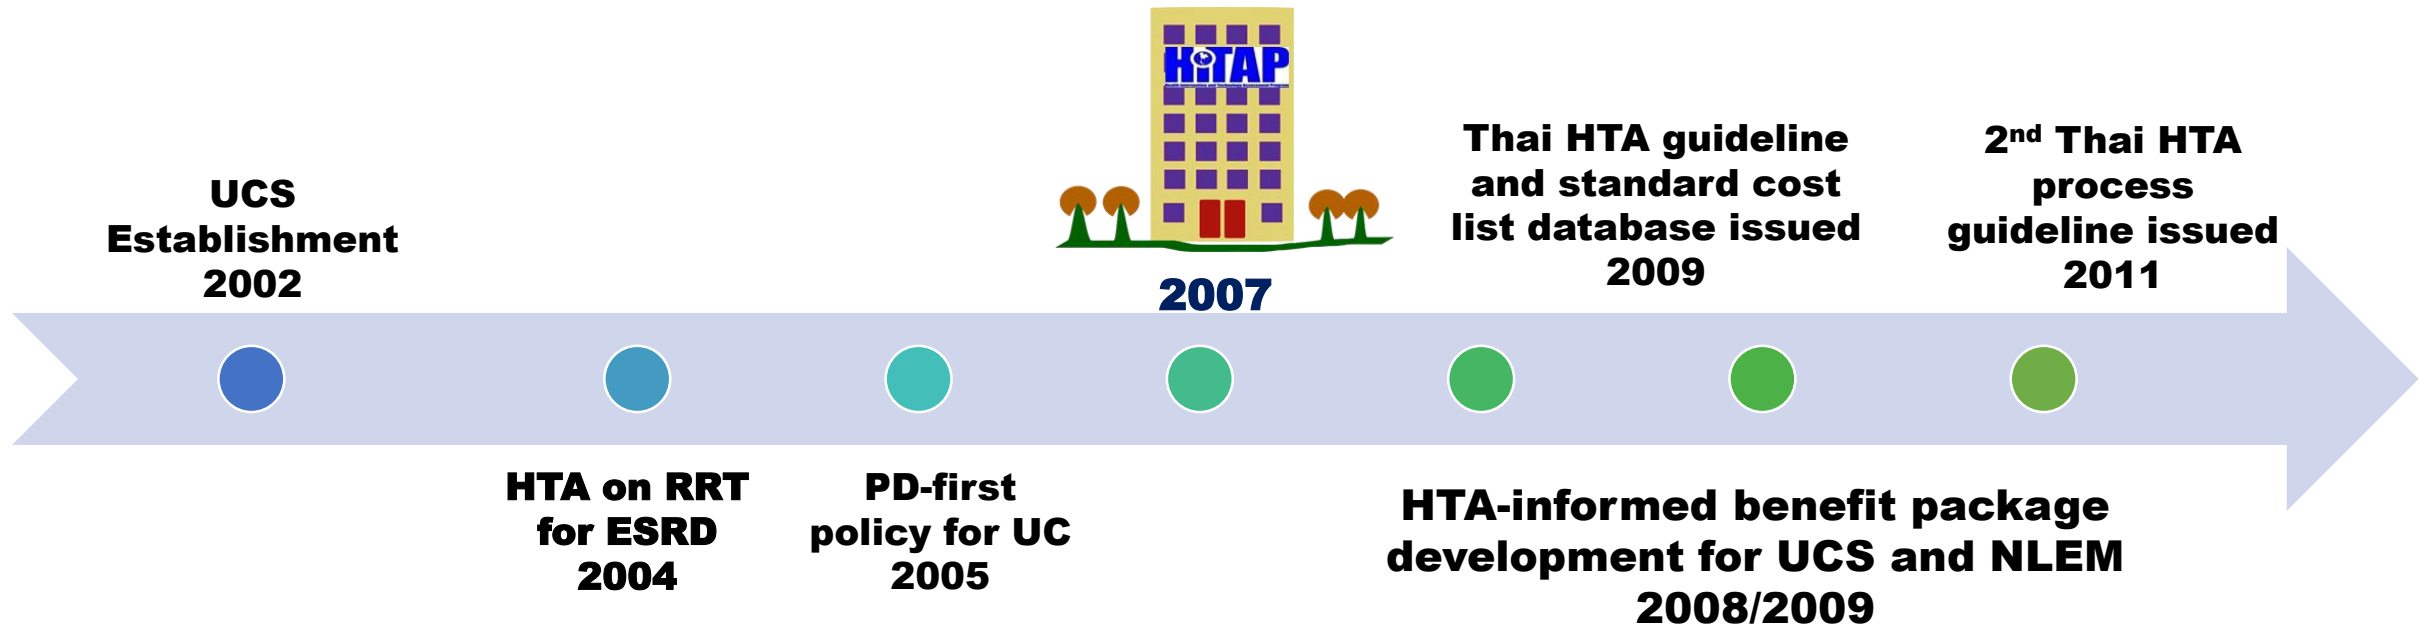 HiTAP
UCS
Establishment
2002
HTA on RRT
for ESRD
2004
PD-first
policy for UC
2005
2007
Thai HTA guideline
and standard cost
list database issued
2009
HTA-informed benefit package
development for UCS and NLEM
2008/2009
2nd Thai HTA
process
guideline issued
2011